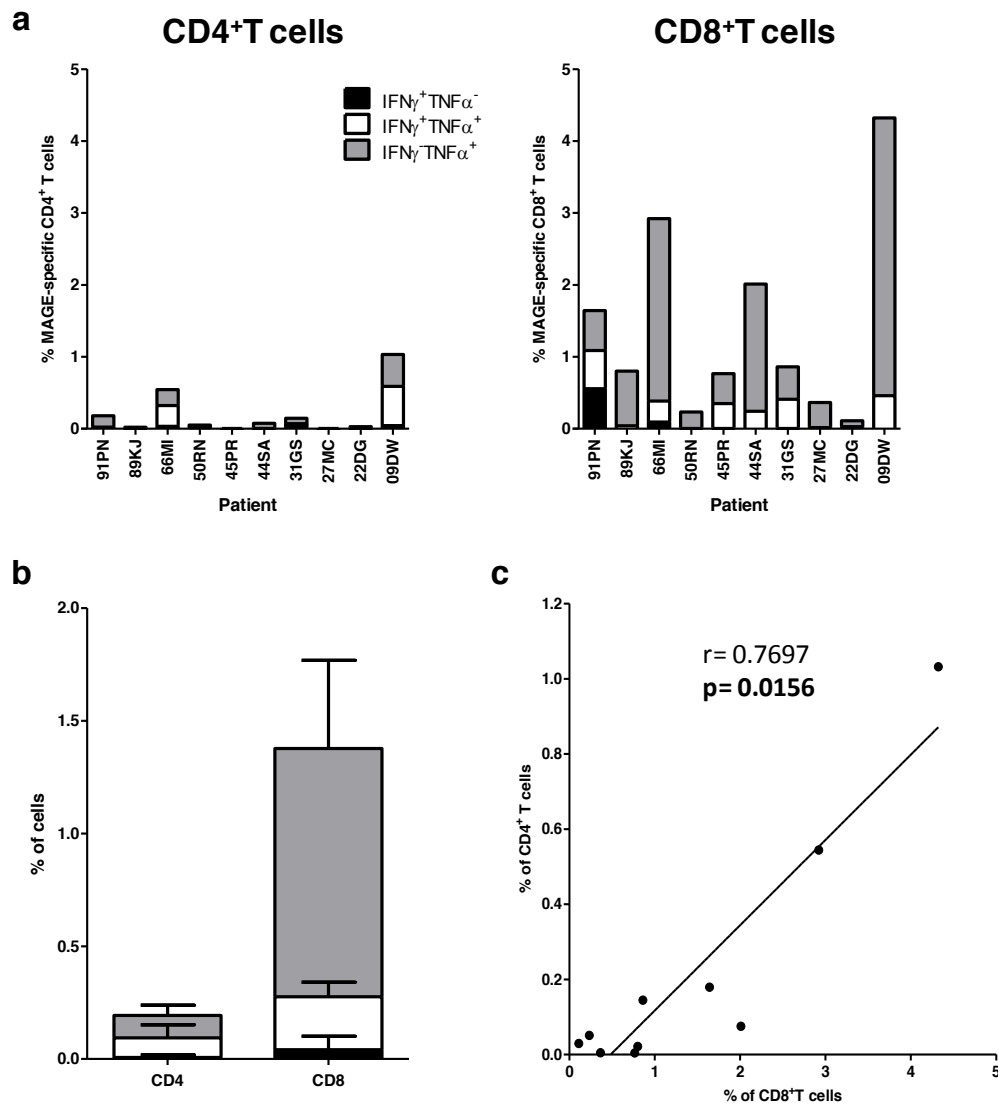 a
CD4⁺T cells
CD8⁺T cells
% MAGE-specific CD4⁺ T cells
5
4
3
2
1
0
IFNγ⁺TNFα⁻
IFNγ⁺TNFα⁺
IFNγ⁻TNFα⁺
91PN
89KJ
66MI
50RN
45PR
44SA
31GS
27MC
22DG
09DW
Patient
% MAGE-specific CD8⁺ T cells
5
4
3
2
1
0
91PN
89KJ
66MI
50RN
45PR
44SA
31GS
27MC
22DG
09DW
Patient
b
% of cells
2.0
1.5
1.0
0.5
0.0
CD4
CD8
c
% of CD4⁺ T cells
1.2
1.0
0.8
0.6
0.4
0.2
0.0
r= 0.7697
p= 0.0156
0
1
2
3
4
5
% of CD8⁺T cells